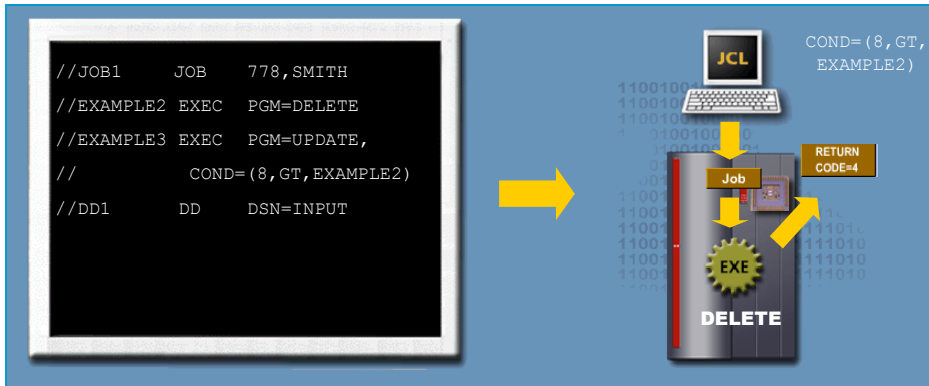 //JOB1 JOB 778,SMITH
//EXAMPLE2 EXEC PGM=DELETE
//EXAMPLE3 EXEC PGM=UPDATE,
// COND=(8,GT,EXAMPLE2)
//DD1 DD DSN=INPUT
JCL
COND=(8,GT,
EXAMPLE2)
RETURN
CODE=4
Job
EXE
DELETE